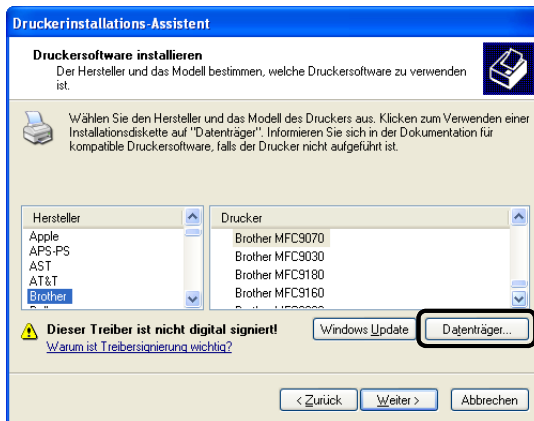 Druckerinstallations-Assistent
Druckersoftware installieren
Der Hersteller und das Modell bestimmen, welche Druckersoftware zu verwenden
ist.
Wählen Sie den Hersteller und das Modell des Druckers aus. Klicken zum Verwenden einer
Installationsdiskette auf "Datenträger". Informieren Sie sich in der Dokumentation für
kompatible Druckersoftware, falls der Drucker nicht aufgeführt ist.
Hersteller
Apple
APS-PS
AST
AT&T
Brother
Drucker
Brother MFC9070
Brother MFC9030
Brother MFC9180
Brother MFC9160
Dieser Treiber ist nicht digital signiert!
Warum ist Treibersignierung wichtig?
Windows Update
Datenträger...
< Zurück
Weiter >
Abbrechen